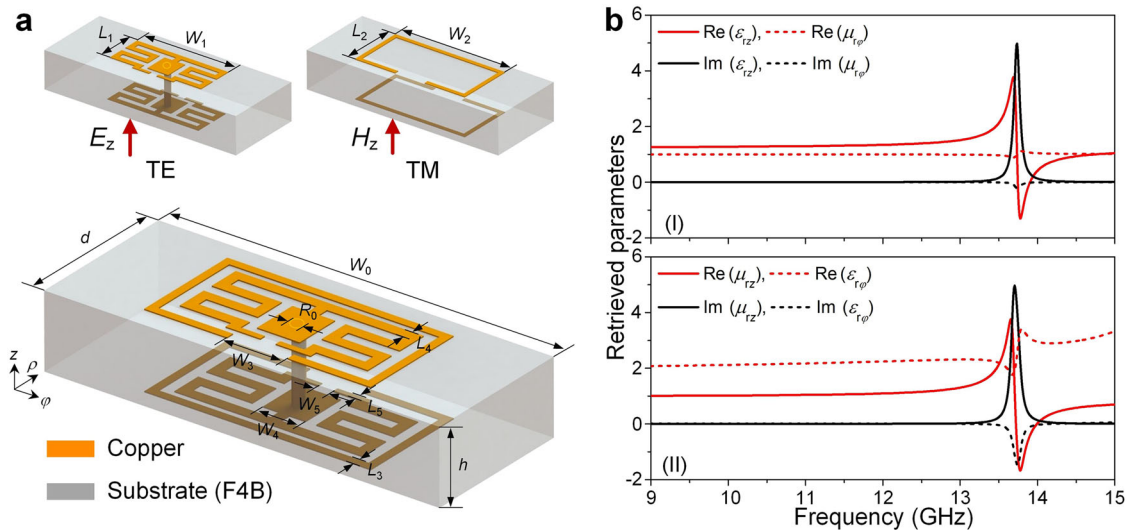 a
L1
W1
Ez
TE
L2
W2
Hz
TM
d
W0
R0
L4
W3
W5
L5
W4
L3
h
z
ρ
φ
Copper
Substrate (F4B)
b
Retrieved parameters
6
4
2
0
-2
Re (εrz), Re (μrφ)
Im (εrz), Im (μrφ)
(I)
6
4
2
0
-2
Re (μrz), Re (εrφ)
Im (μrz), Im (εrφ)
(II)
9 10 11 12 13 14 15
Frequency (GHz)